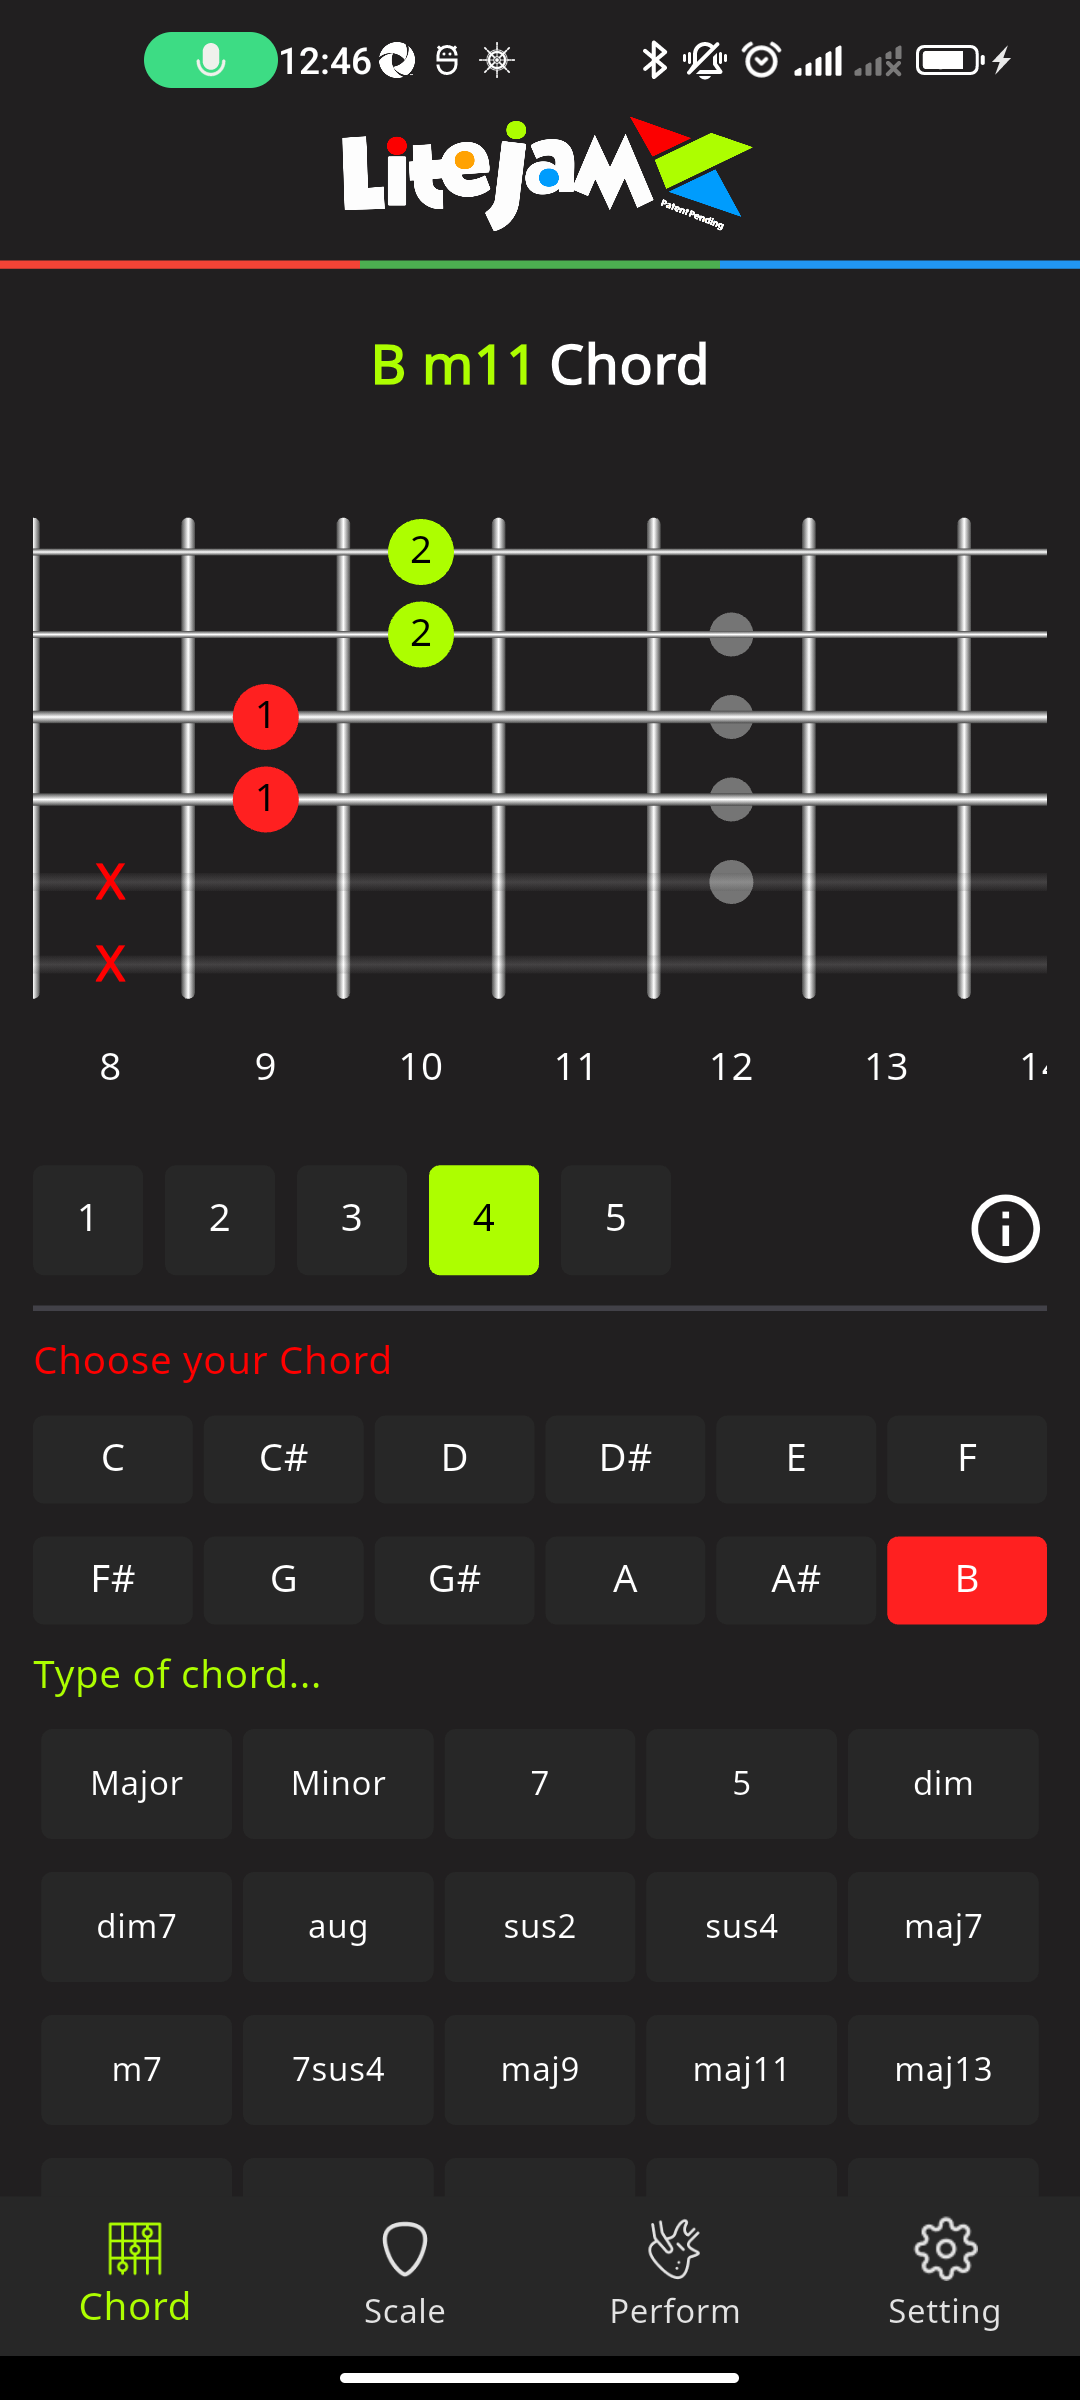 12:46
Litejam
Patent Pending
B m11 Chord
2
2
1
1
X
X
8 9 10 11 12 13
1 2 3 4 5
Choose your Chord
C C# D D# E F
F# G G# A A# B
Type of chord...
Major Minor 7 5 dim
dim7 aug sus2 sus4 maj7
m7 7sus4 maj9 maj11 maj13
Chord Scale Perform Setting